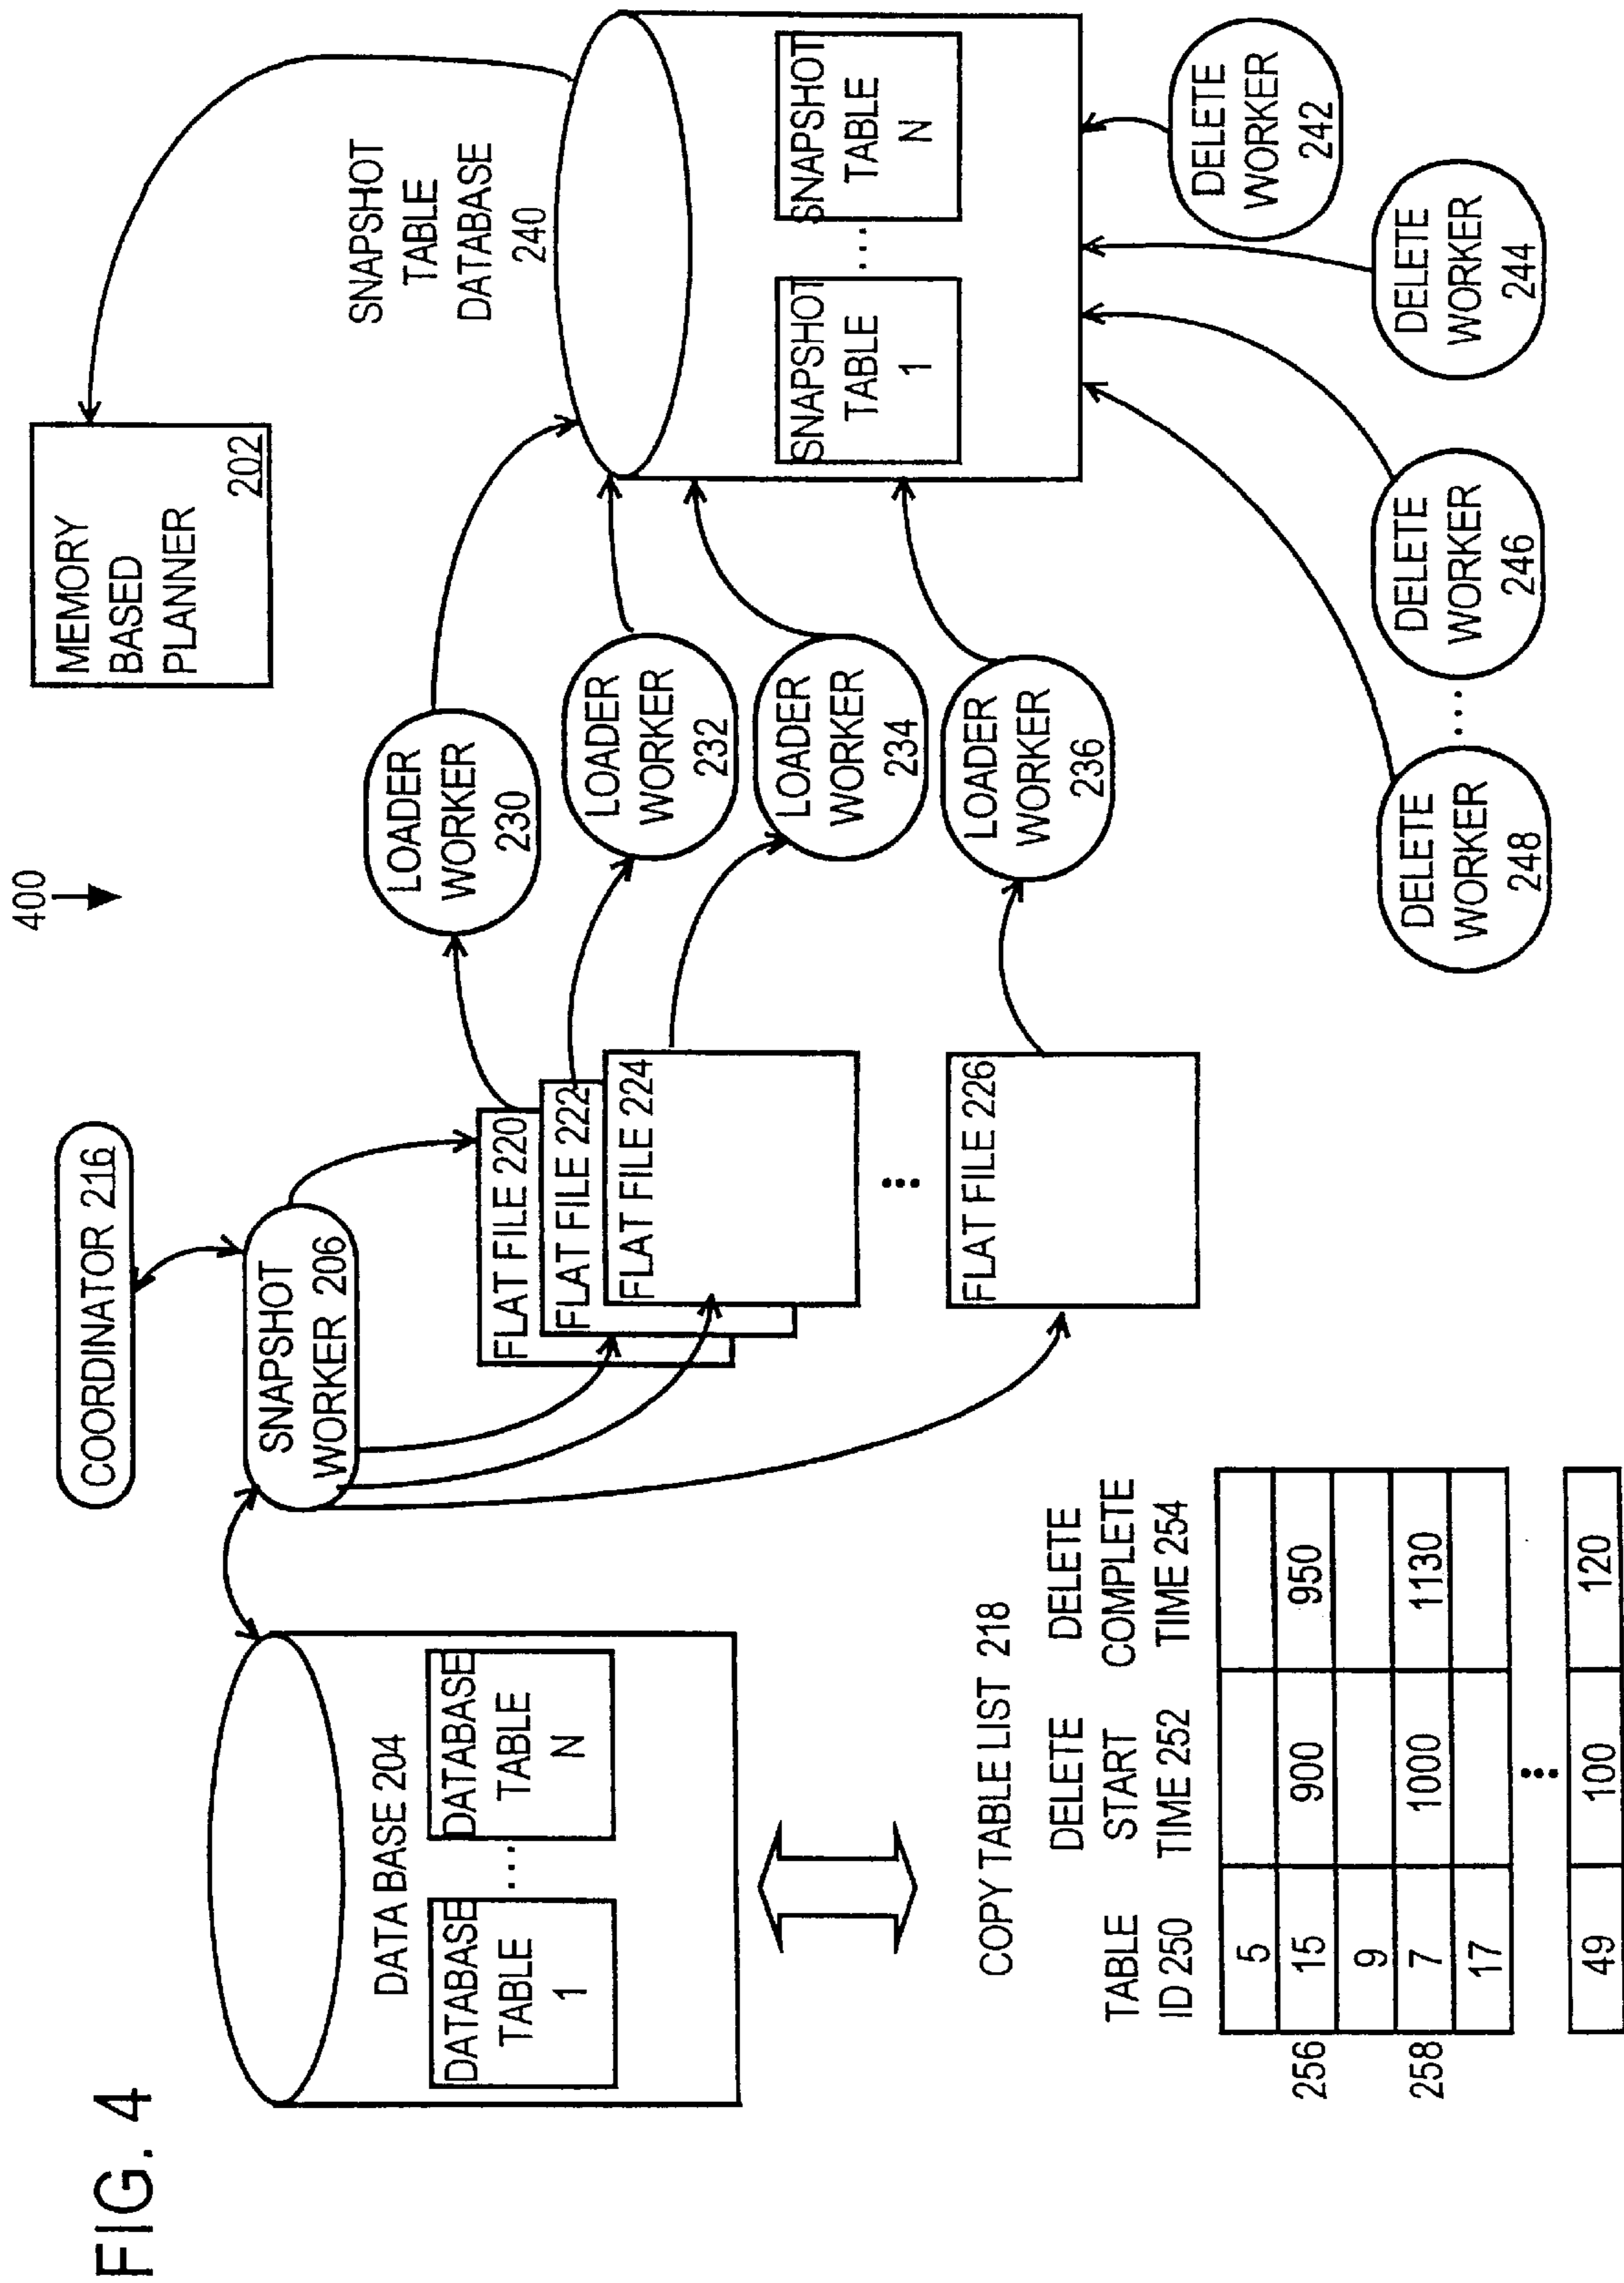 FIG. 4
400
COORDINATOR 216
SNAPSHOT
WORKER 206
DATA BASE 204
DATABASE
TABLE
1
...
DATABASE
TABLE
N
FLAT FILE 220
FLAT FILE 222
FLAT FILE 224
...
FLAT FILE 226
LOADER
WORKER
230
LOADER
WORKER
232
LOADER
WORKER
234
LOADER
WORKER
236
MEMORY
BASED
PLANNER
202
SNAPSHOT
TABLE
DATABASE
240
SNAPSHOT
TABLE
1
...
SNAPSHOT
TABLE
N
DELETE
WORKER
242
DELETE
WORKER
244
DELETE
WORKER
246
....
DELETE
WORKER
248
COPY TABLE LIST 218
TABLE
ID 250
DELETE
START
TIME 252
DELETE
COMPLETE
TIME 254
5
256 15 900 950
9
258 7 1000 1130
17
...
49 100 120